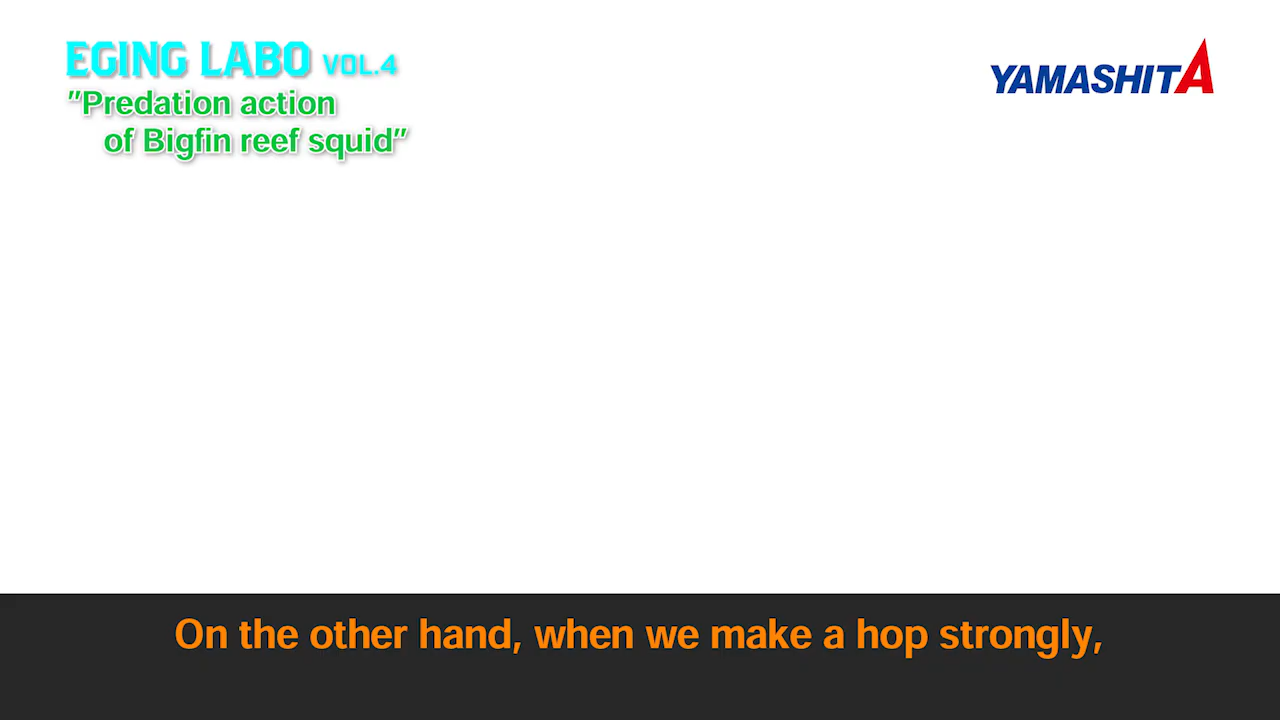 EGING LABO VOL.4
"Predation action
of Bigfin reef squid"
YAMASHITA
On the other hand, when we make a hop strongly,